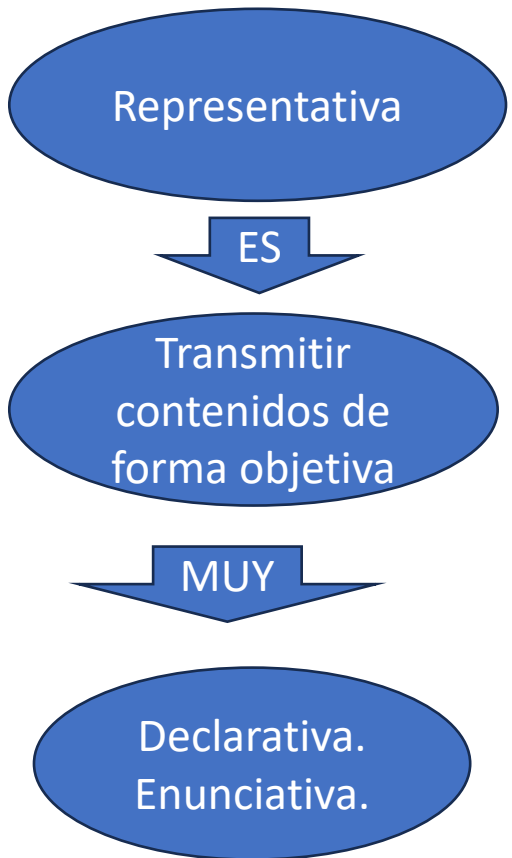 Representativa
ES
Transmitir
contenidos de
forma objetiva
MUY
Declarativa.
Enunciativa.